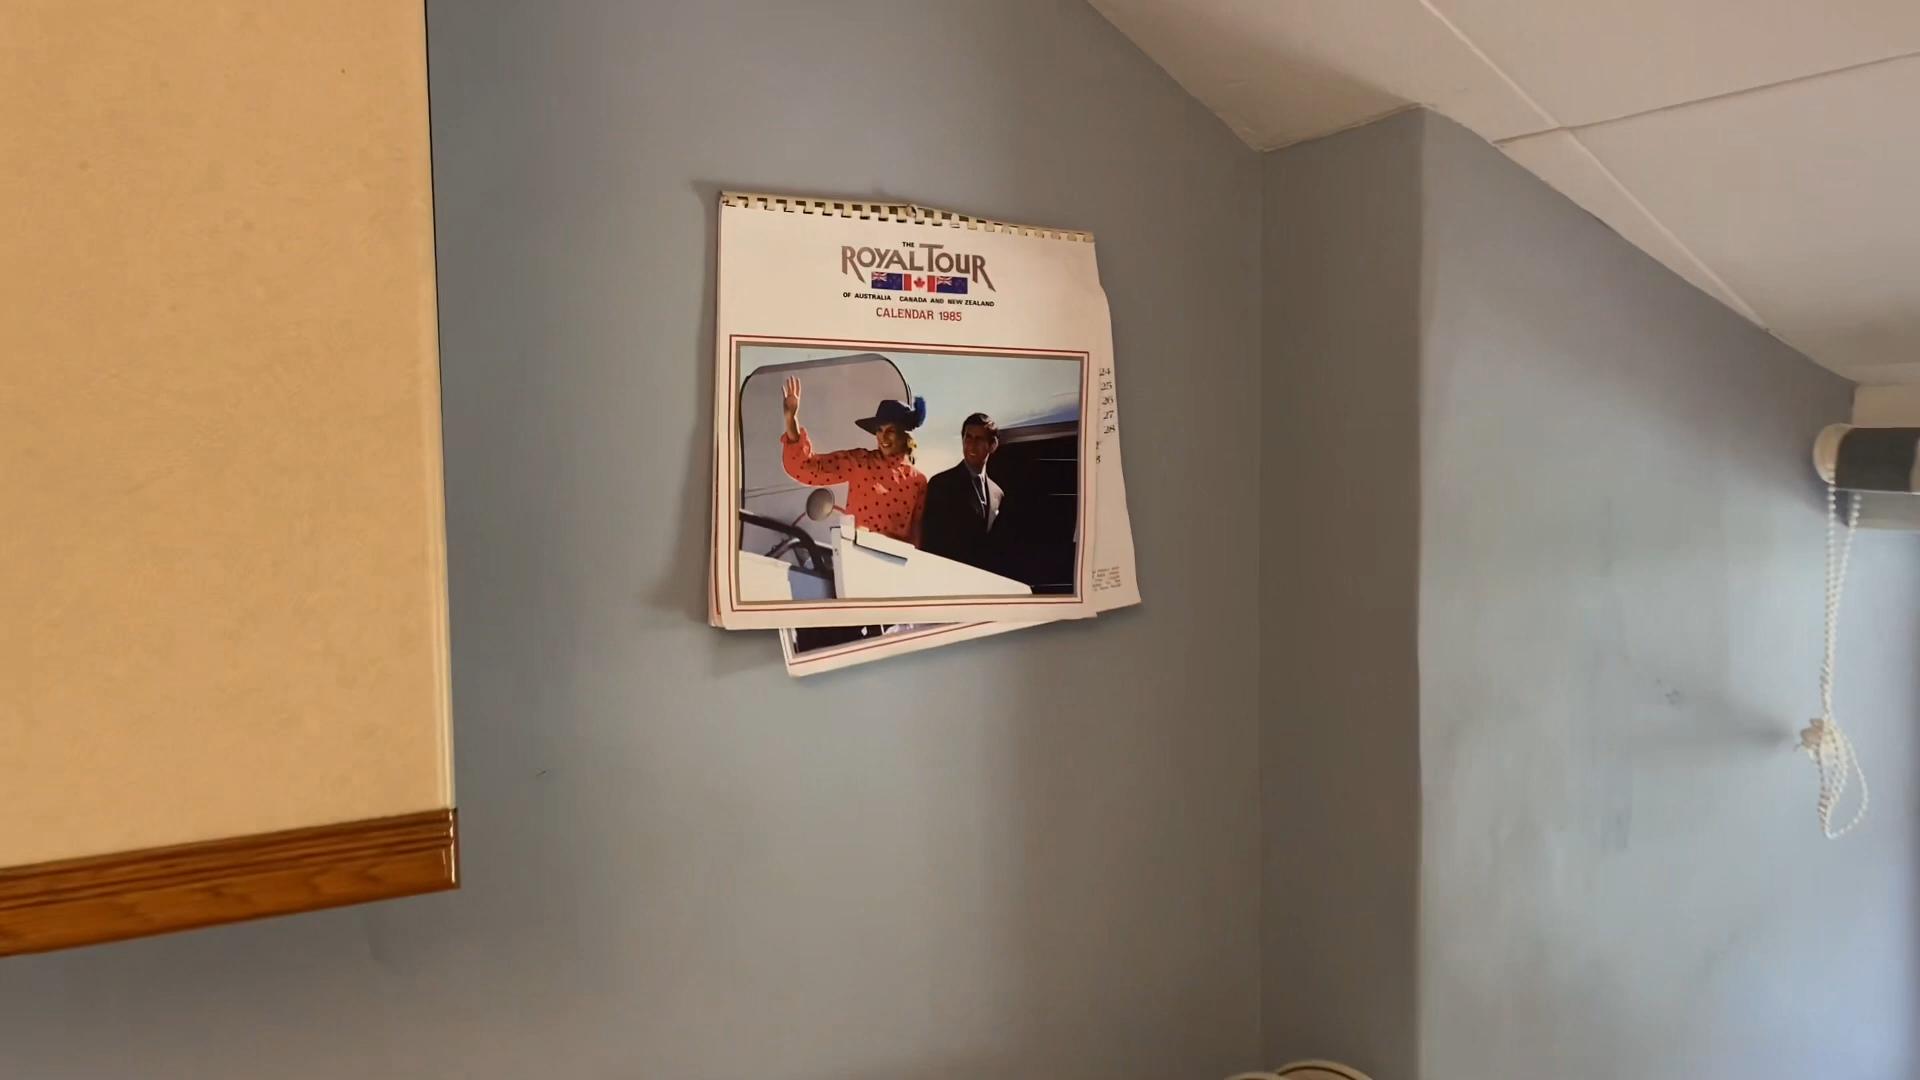 THE
ROYAL TOUR
OF AUSTRALIA CANADA AND NEW ZEALAND
CALENDAR 1985
24
25
26
27
28